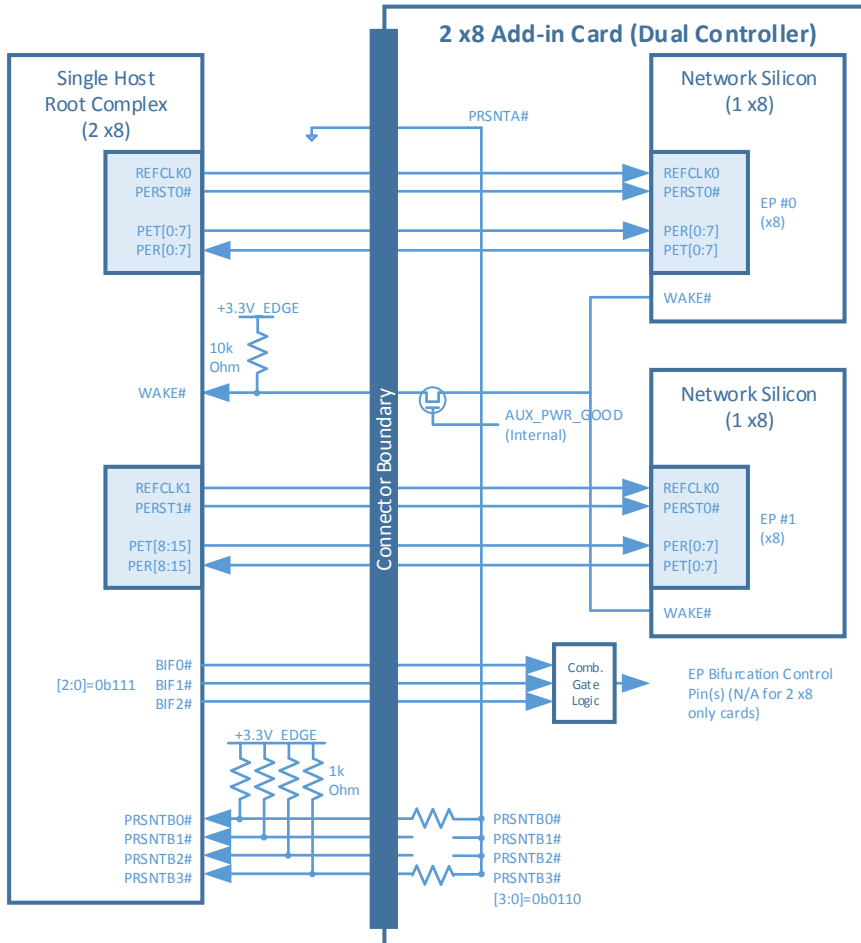 2 x8 Add-in Card (Dual Controller)
Single Host
Root Complex
(2 x8)
Network Silicon
(1 x8)
PRSNTA#
REFCLK0
PERST0#
PET[0:7]
PER[0:7]
REFCLK0
PERST0#
PER[0:7]
PET[0:7]
EP #0
(x8)
WAKE#
+3.3V_EDGE
10k
Ohm
WAKE#
AUX_PWR_GOOD
(Internal)
Connector Boundary
Network Silicon
(1 x8)
REFCLK1
PERST1#
PET[8:15]
PER[8:15]
REFCLK0
PERST0#
PER[0:7]
PET[0:7]
EP #1
(x8)
WAKE#
BIF0#
[2:0]=0b111 BIF1#
BIF2#
Comb.
Gate
Logic
EP Bifurcation Control
Pin(s) (N/A for 2 x8
only cards)
+3.3V_EDGE
1k
Ohm
PRSNTB0#
PRSNTB1#
PRSNTB2#
PRSNTB3#
PRSNTB0#
PRSNTB1#
PRSNTB2#
PRSNTB3#
[3:0]=0b0110